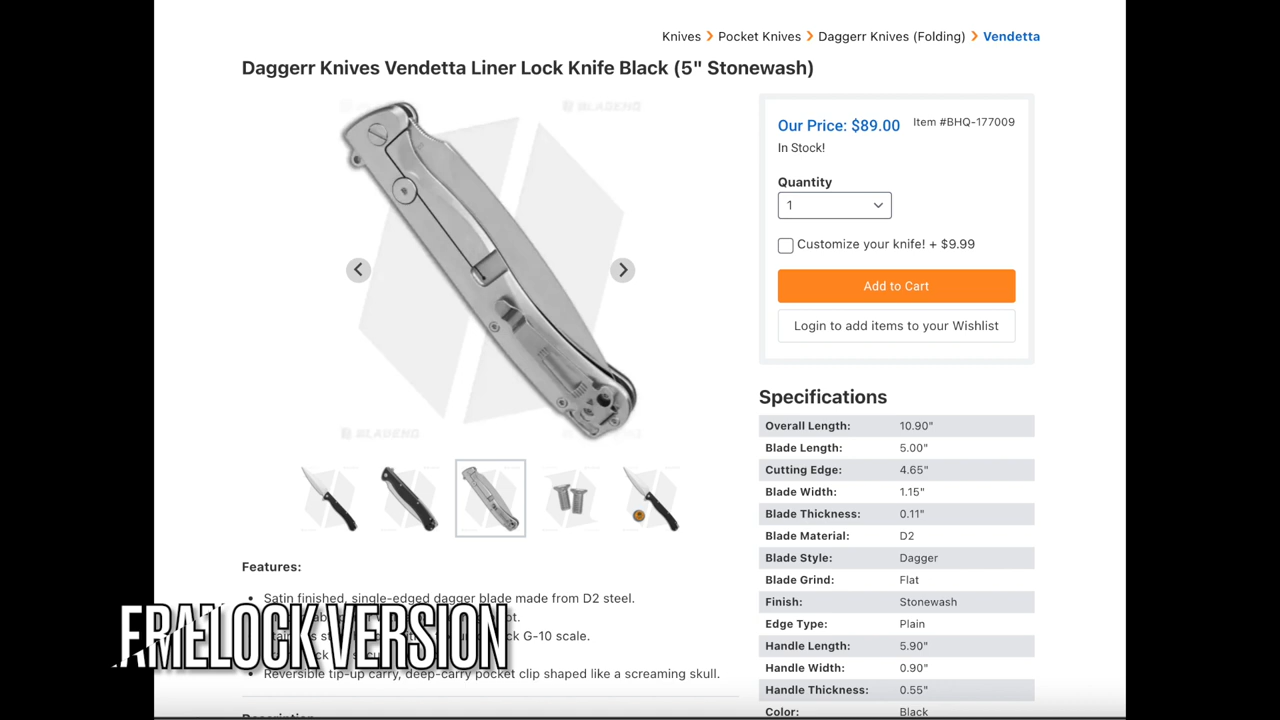 Knives > Pocket Knives > Daggerr Knives (Folding) > Vendetta
Daggerr Knives Vendetta Liner Lock Knife Black (5" Stonewash)
Our Price: $89.00 Item #BHQ-177009
In Stock!
Quantity
1
Customize your knife! + $9.99
Add to Cart
Login to add items to your Wishlist
Specifications
Overall Length: 10.90"
Blade Length: 5.00"
Cutting Edge: 4.65"
Blade Width: 1.15"
Blade Thickness: 0.11"
Blade Material: D2
Blade Style: Dagger
Blade Grind: Flat
Finish: Stonewash
Edge Type: Plain
Handle Length: 5.90"
Handle Width: 0.90"
Handle Thickness: 0.55"
Color: Black
Features:
• Satin finished, single-edged dagger blade made from D2 steel.
G-10 scale.
• Reversible tip-up carry, deep-carry pocket clip shaped like a screaming skull.
LOCK VERSION